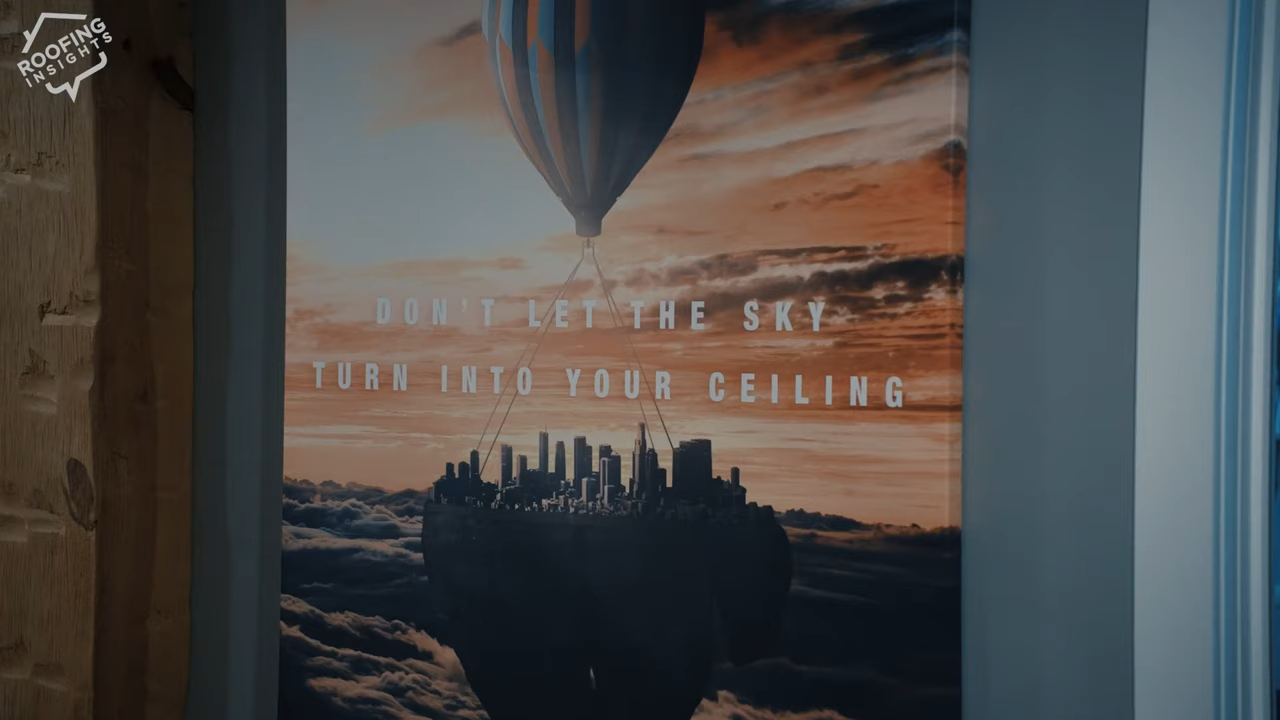 ROOFING
INSIGHTS
DON'T LET THE SKY
TURN INTO YOUR CEILING